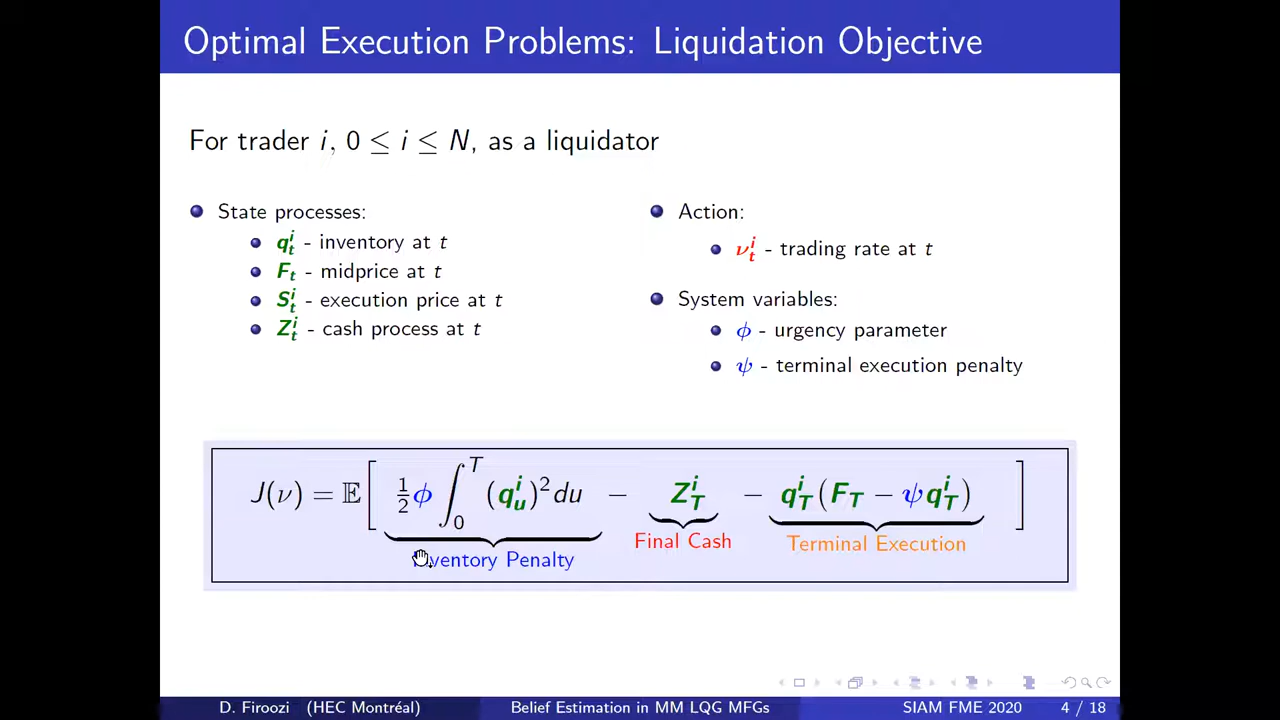 Optimal Execution Problems: Liquidation Objective
For trader i, 0 ≤ i ≤ N, as a liquidator
State processes:
q_t^i - inventory at t
F_t - midprice at t
S_t^i - execution price at t
Z_t^i - cash process at t
Action:
ν_t^i - trading rate at t
System variables:
ϕ - urgency parameter
ψ - terminal execution penalty
J(ν) = 𝔼[ ½ϕ ∫_0^T (q_u^i)^2 du − Z_T^i − q_T^i(F_T − ψq_T^i) ]
Inventory Penalty
Final Cash
Terminal Execution
D. Firoozi (HEC Montréal) Belief Estimation in MM LQG MFGs SIAM FME 2020 4 / 18